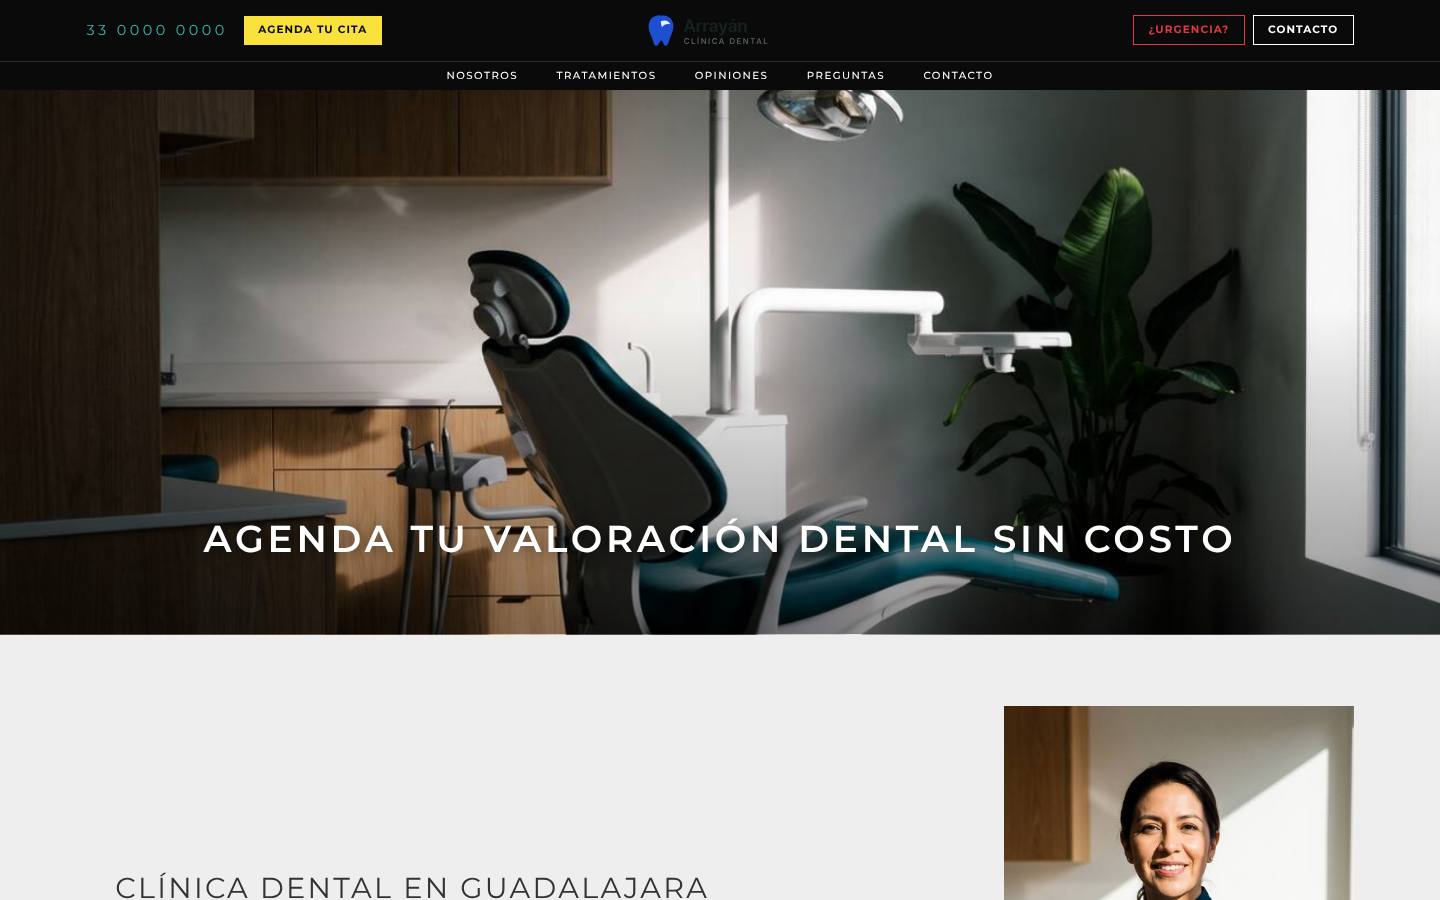 33 0000 0000
AGENDA TU CITA
Arrayán
CLÍNICA DENTAL
¿URGENCIA?
CONTACTO
NOSOTROS
TRATAMIENTOS
OPINIONES
PREGUNTAS
CONTACTO
AGENDA TU VALORACIÓN DENTAL SIN COSTO
CLÍNICA DENTAL EN GUADALAJARA